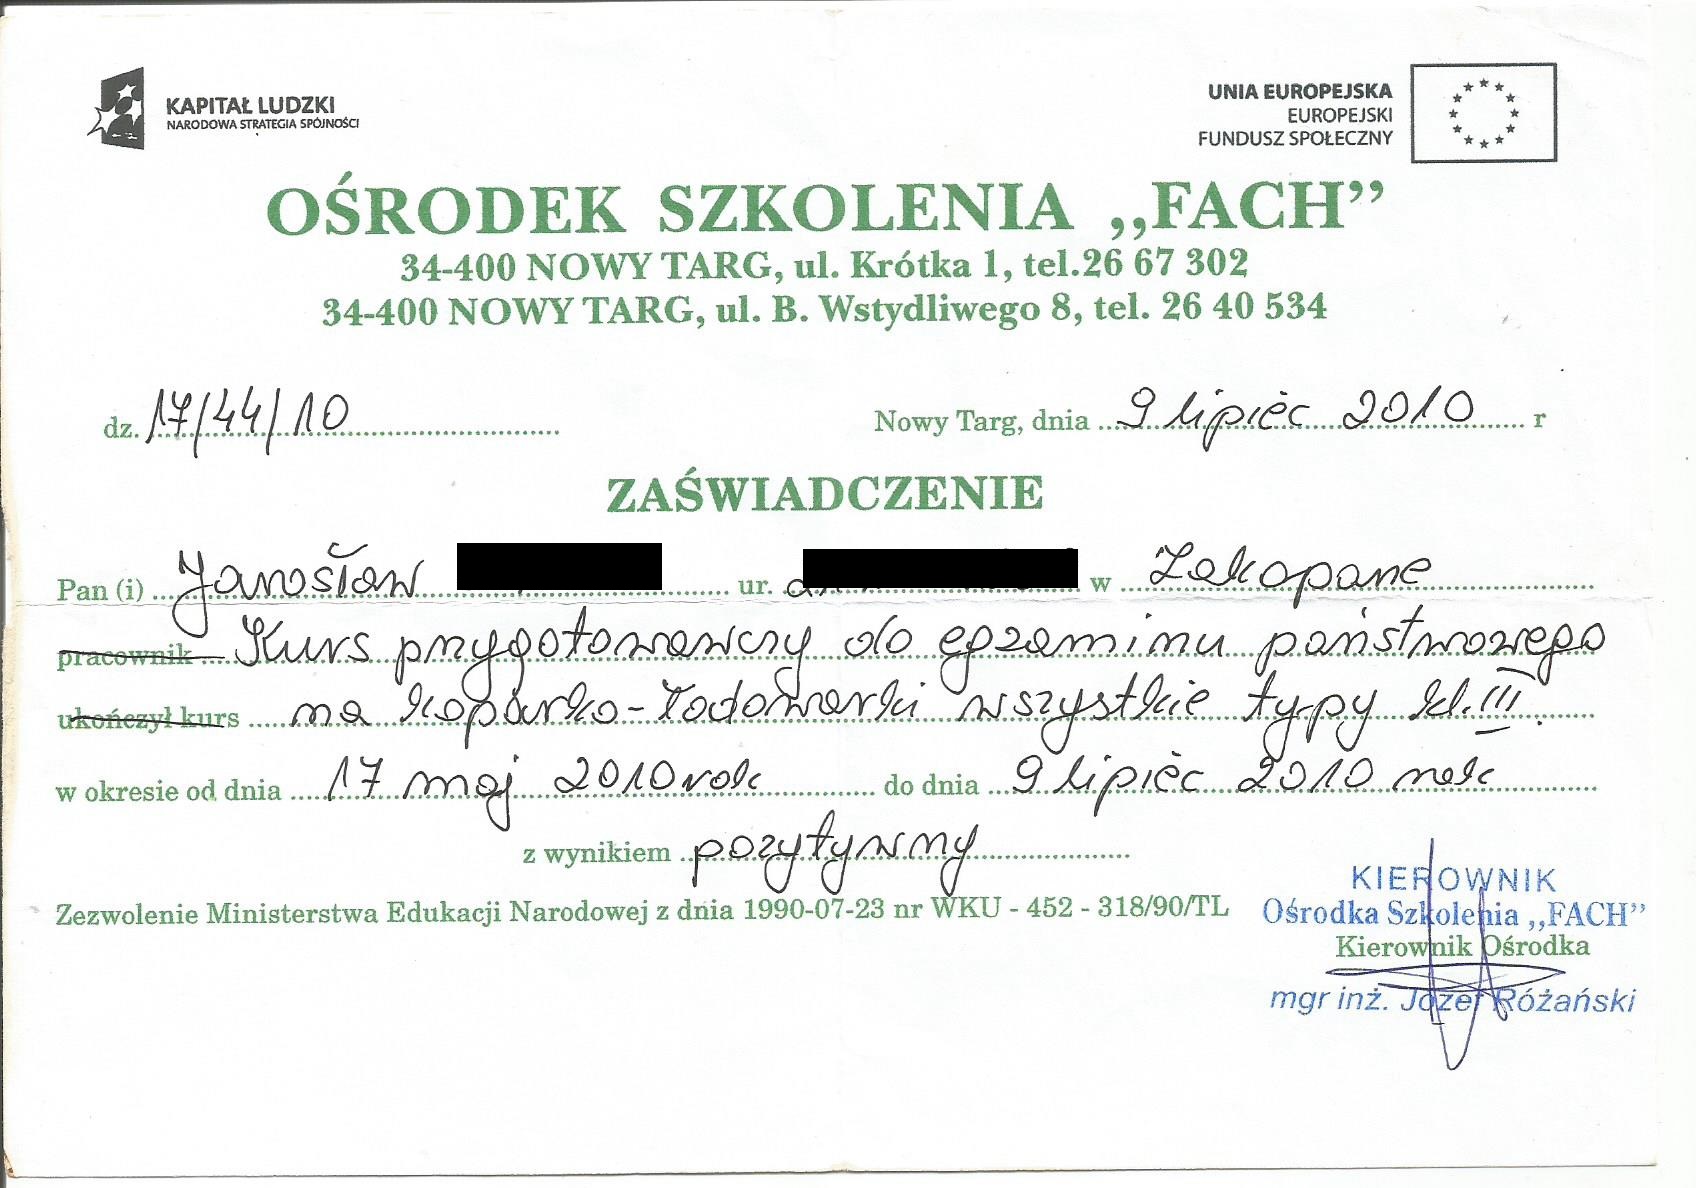 KAPITAŁ LUDZKI
NARODOWA STRATEGIA SPÓJNOŚCI
UNIA EUROPEJSKA
EUROPEJSKI
FUNDUSZ SPOŁECZNY
OŚRODEK SZKOLENIA „FACH”
34-400 NOWY TARG, ul. Krótka 1, tel.26 67 302
34-400 NOWY TARG, ul. B. Wstydliwego 8, tel. 26 40 534
dz. 17/44/10
Nowy Targ, dnia 9 lipiec 2010 r
ZAŚWIADCZENIE
Pan (i) Jarosław ur. w Zakopane
pracownik Kurs przygotowawczy do egzaminu państwowego
ukończył kurs na koparko-ładowarki wszystkie typy kl. III.
w okresie od dnia 17 maj 2010 rok do dnia 9 lipiec 2010 rok
z wynikiem pozytywny
Zezwolenie Ministerstwa Edukacji Narodowej z dnia 1990-07-23 nr WKU - 452 - 318/90/TL
KIEROWNIK
Ośrodka Szkolenia „FACH”
Kierownik Ośrodka
mgr inż. Józef Różański